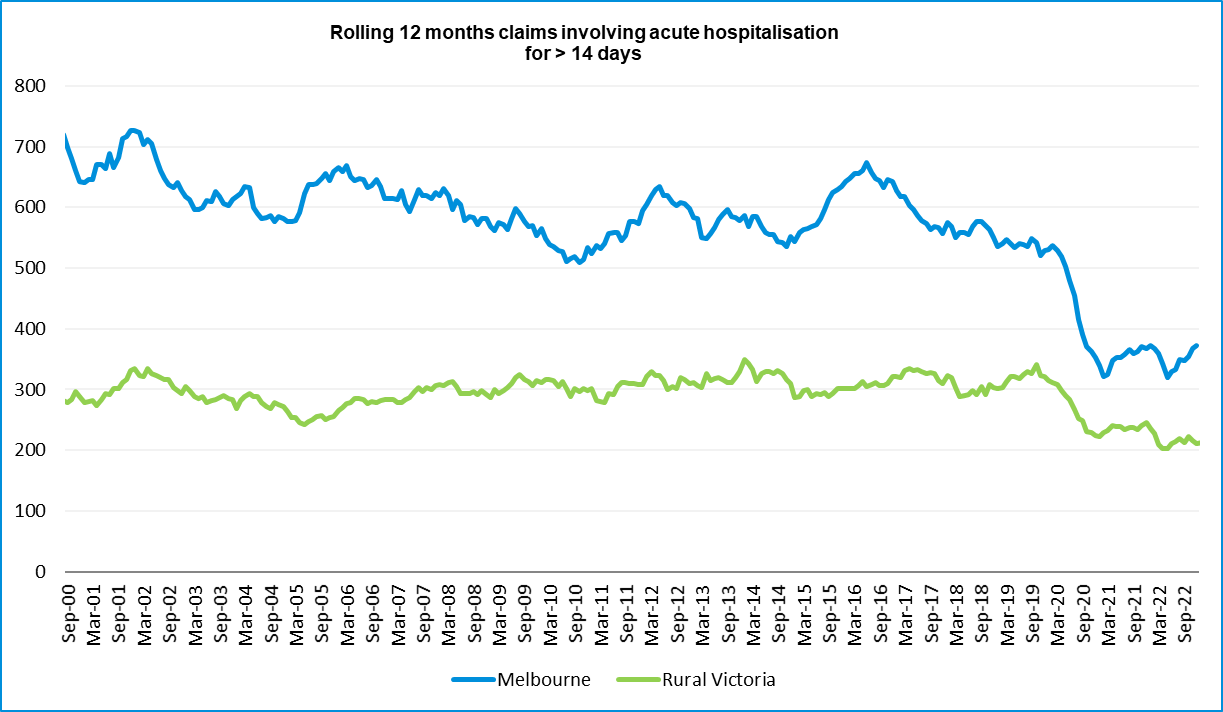 Rolling 12 months claims involving acute hospitalisation
for > 14 days
800
700
600
500
400
300
200
100
0
Sep-00
Mar-01
Sep-01
Mar-02
Sep-02
Mar-03
Sep-03
Mar-04
Sep-04
Mar-05
Sep-05
Mar-06
Sep-06
Mar-07
Sep-07
Mar-08
Sep-08
Mar-09
Sep-09
Mar-10
Sep-10
Mar-11
Sep-11
Mar-12
Sep-12
Mar-13
Sep-13
Mar-14
Sep-14
Mar-15
Sep-15
Mar-16
Sep-16
Mar-17
Sep-17
Mar-18
Sep-18
Mar-19
Sep-19
Mar-20
Sep-20
Mar-21
Sep-21
Mar-22
Sep-22
Melbourne
Rural Victoria